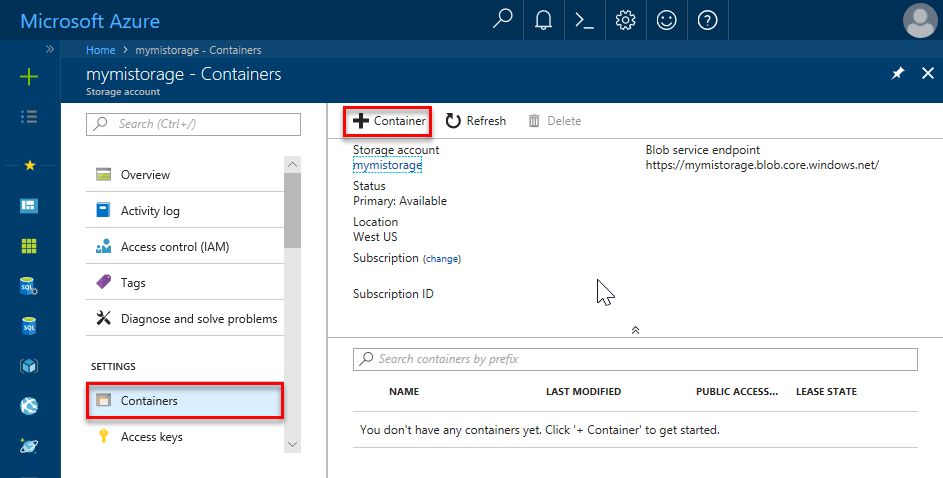 Microsoft Azure
Home > mymistorage - Containers
mymistorage - Containers
Storage account
Search (Ctrl+/)
Overview
Activity log
Access control (IAM)
Tags
Diagnose and solve problems
SETTINGS
Containers
Access keys
Container Refresh Delete
Storage account
mymistorage
Status
Primary: Available
Location
West US
Subscription (change)
Subscription ID
Blob service endpoint
https://mymistorage.blob.core.windows.net/
Search containers by prefix
NAME LAST MODIFIED PUBLIC ACCESS... LEASE STATE
You don't have any containers yet. Click '+ Container' to get started.
SQL
SQL